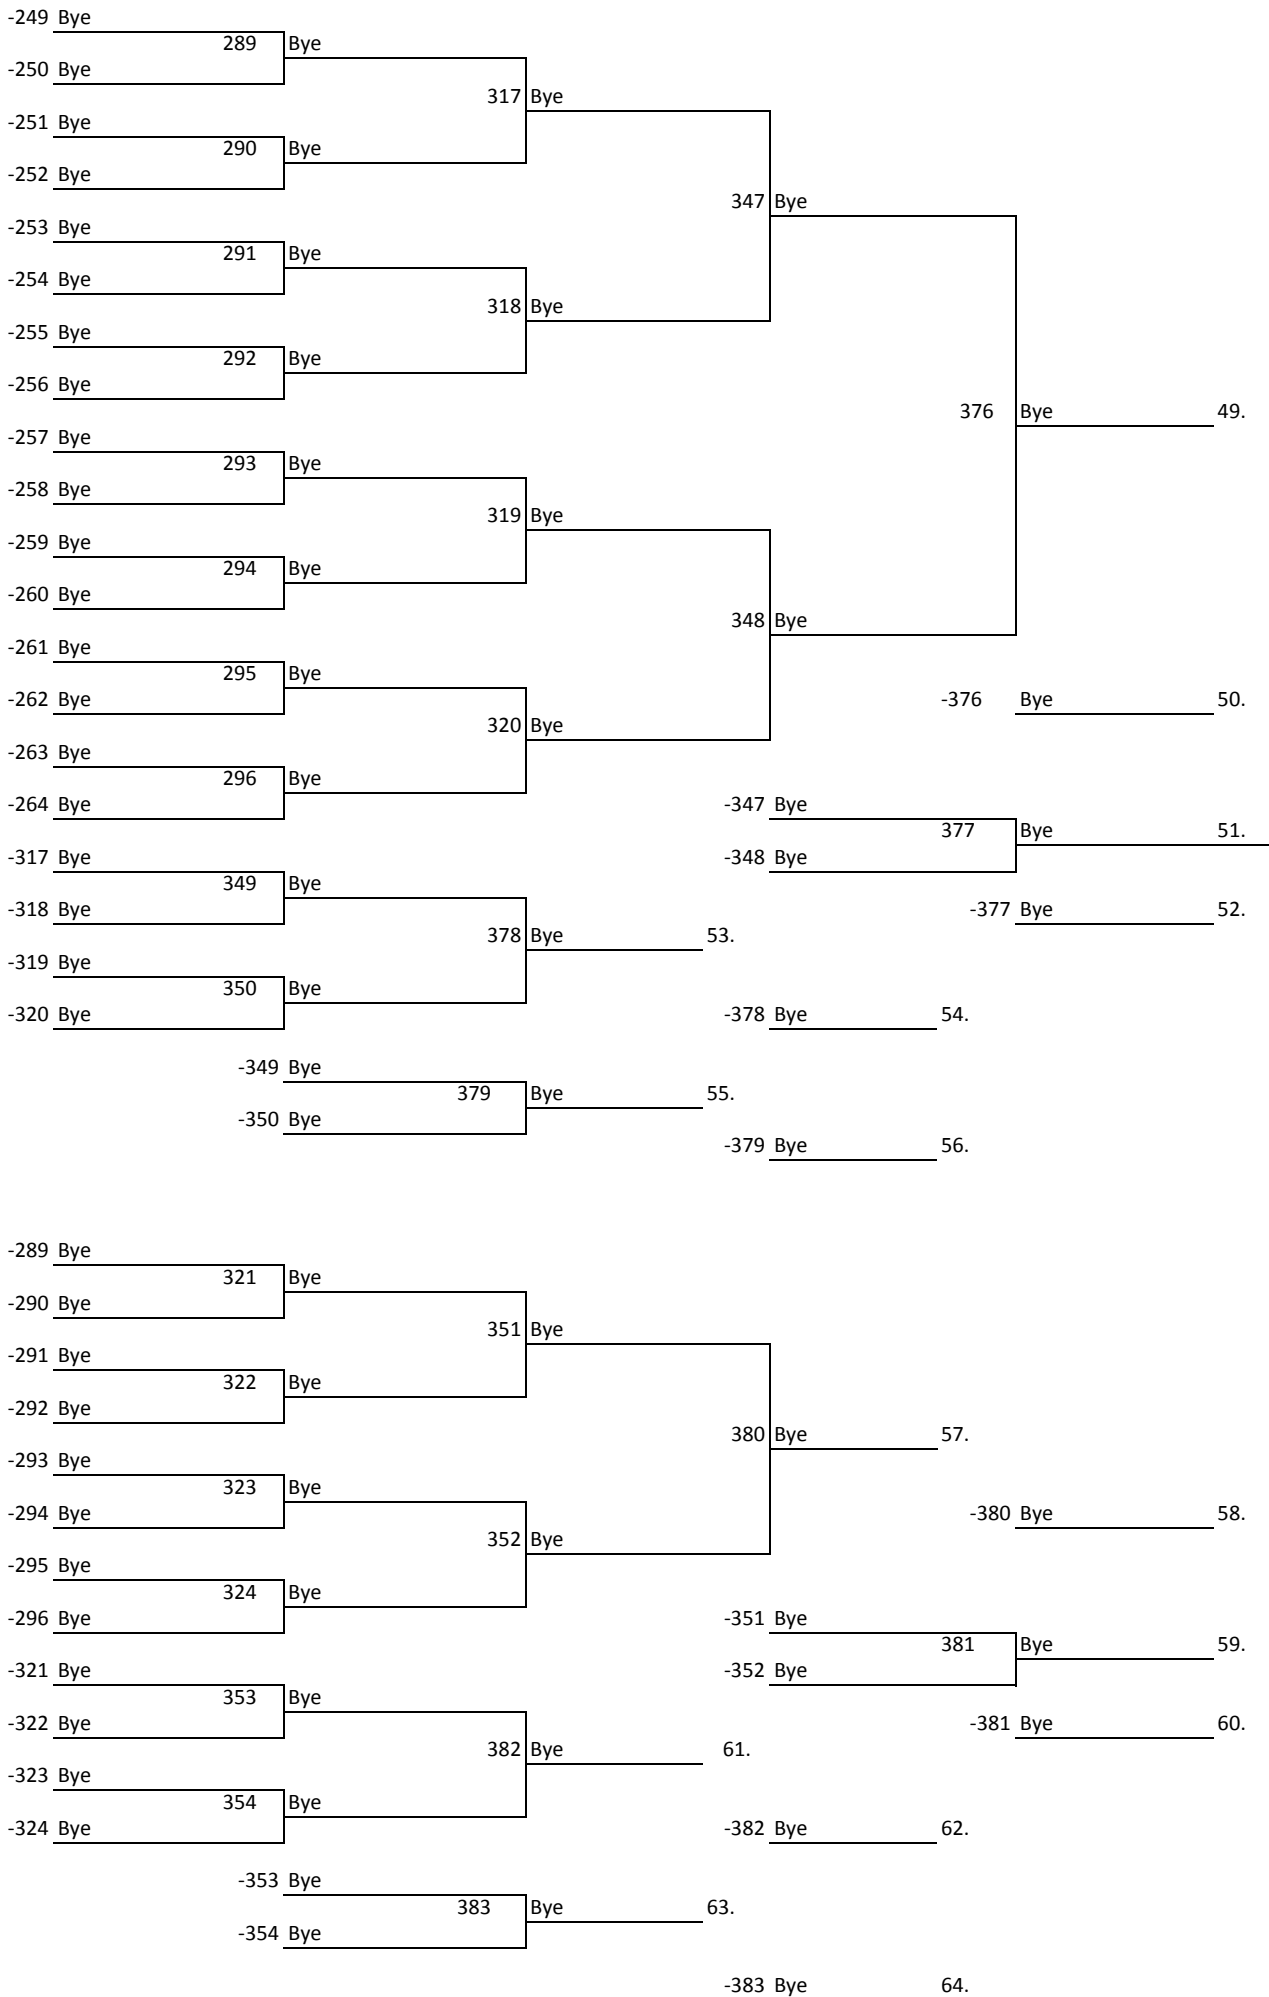 -249 Bye
289 Bye
-250 Bye
317 Bye
-251 Bye
290 Bye
-252 Bye
347 Bye
-253 Bye
291 Bye
-254 Bye
318 Bye
-255 Bye
292 Bye
-256 Bye
376 Bye 49.
-257 Bye
293 Bye
-258 Bye
319 Bye
-259 Bye
294 Bye
-260 Bye
348 Bye
-261 Bye
295 Bye
-262 Bye -376 Bye 50.
320 Bye
-263 Bye
296 Bye
-264 Bye -347 Bye
377 Bye 51.
-317 Bye -348 Bye
349 Bye
-318 Bye -377 Bye 52.
378 Bye 53.
-319 Bye
350 Bye
-320 Bye -378 Bye 54.
-349 Bye
379 Bye 55.
-350 Bye
-379 Bye 56.
-289 Bye
321 Bye
-290 Bye
351 Bye
-291 Bye
322 Bye
-292 Bye
380 Bye 57.
-293 Bye
323 Bye
-294 Bye -380 Bye 58.
352 Bye
-295 Bye
324 Bye
-296 Bye -351 Bye
381 Bye 59.
-321 Bye -352 Bye
353 Bye
-322 Bye -381 Bye 60.
382 Bye 61.
-323 Bye
354 Bye
-324 Bye -382 Bye 62.
-353 Bye
383 Bye 63.
-354 Bye
-383 Bye 64.